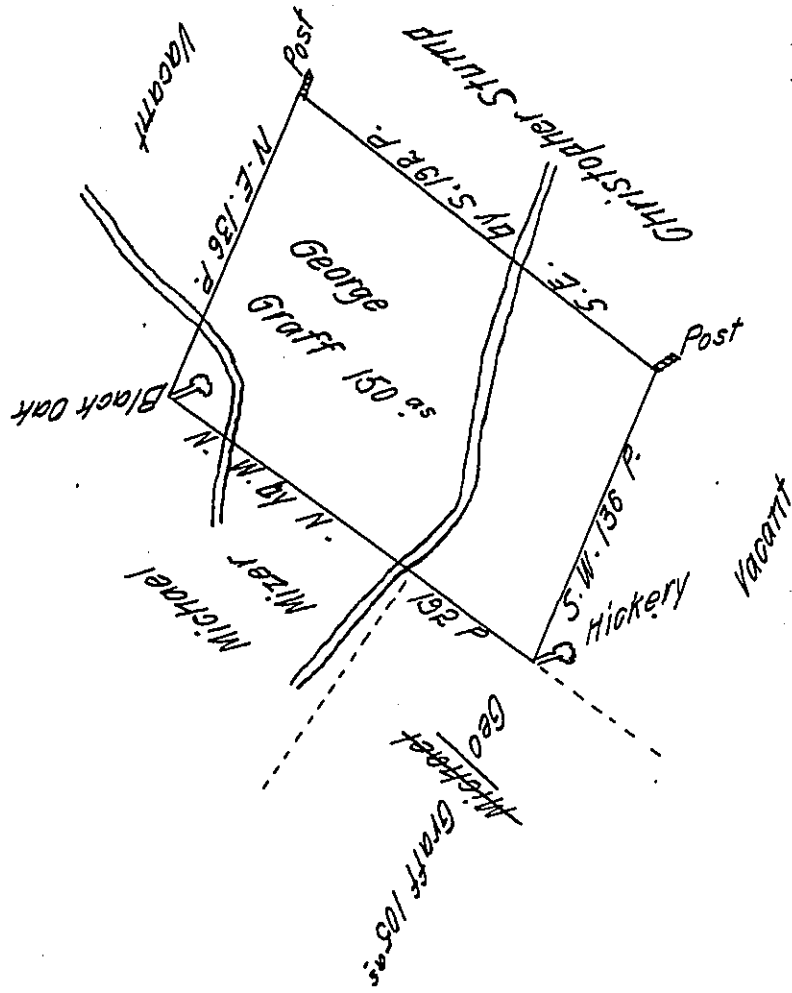 Vacant
Post
Christopher Stump
N-E. 136 P.
S.E. by S. 192 P.
George
Graff 150 as
Post
Black Oak
N. W. by N. 192 P
S. W. 136 P.
Hickery
Vacant
Michael
Mizer
Geo
Michael
Graff 105 as.